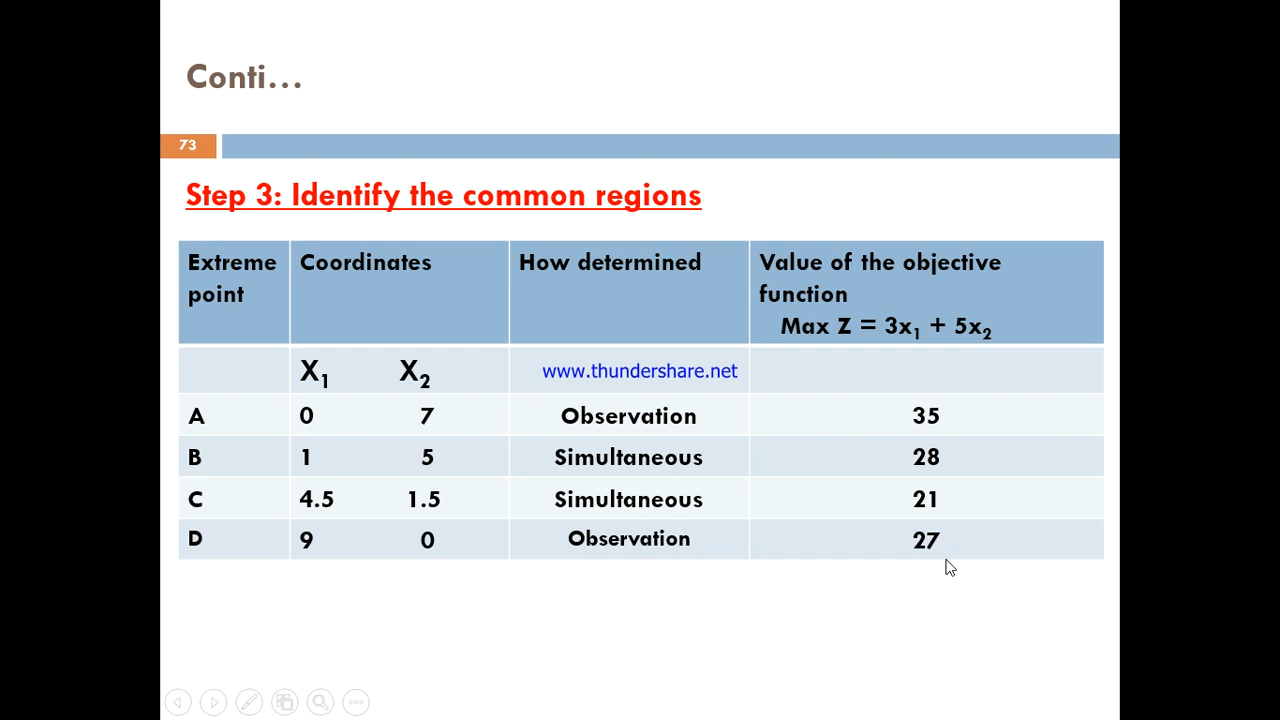 Conti...
73
Step 3: Identify the common regions
Extreme point Coordinates How determined Value of the objective function
Max Z = 3x₁ + 5x₂
X₁ X₂ www.thundershare.net
A 0 7 Observation 35
B 1 5 Simultaneous 28
C 4.5 1.5 Simultaneous 21
D 9 0 Observation 27